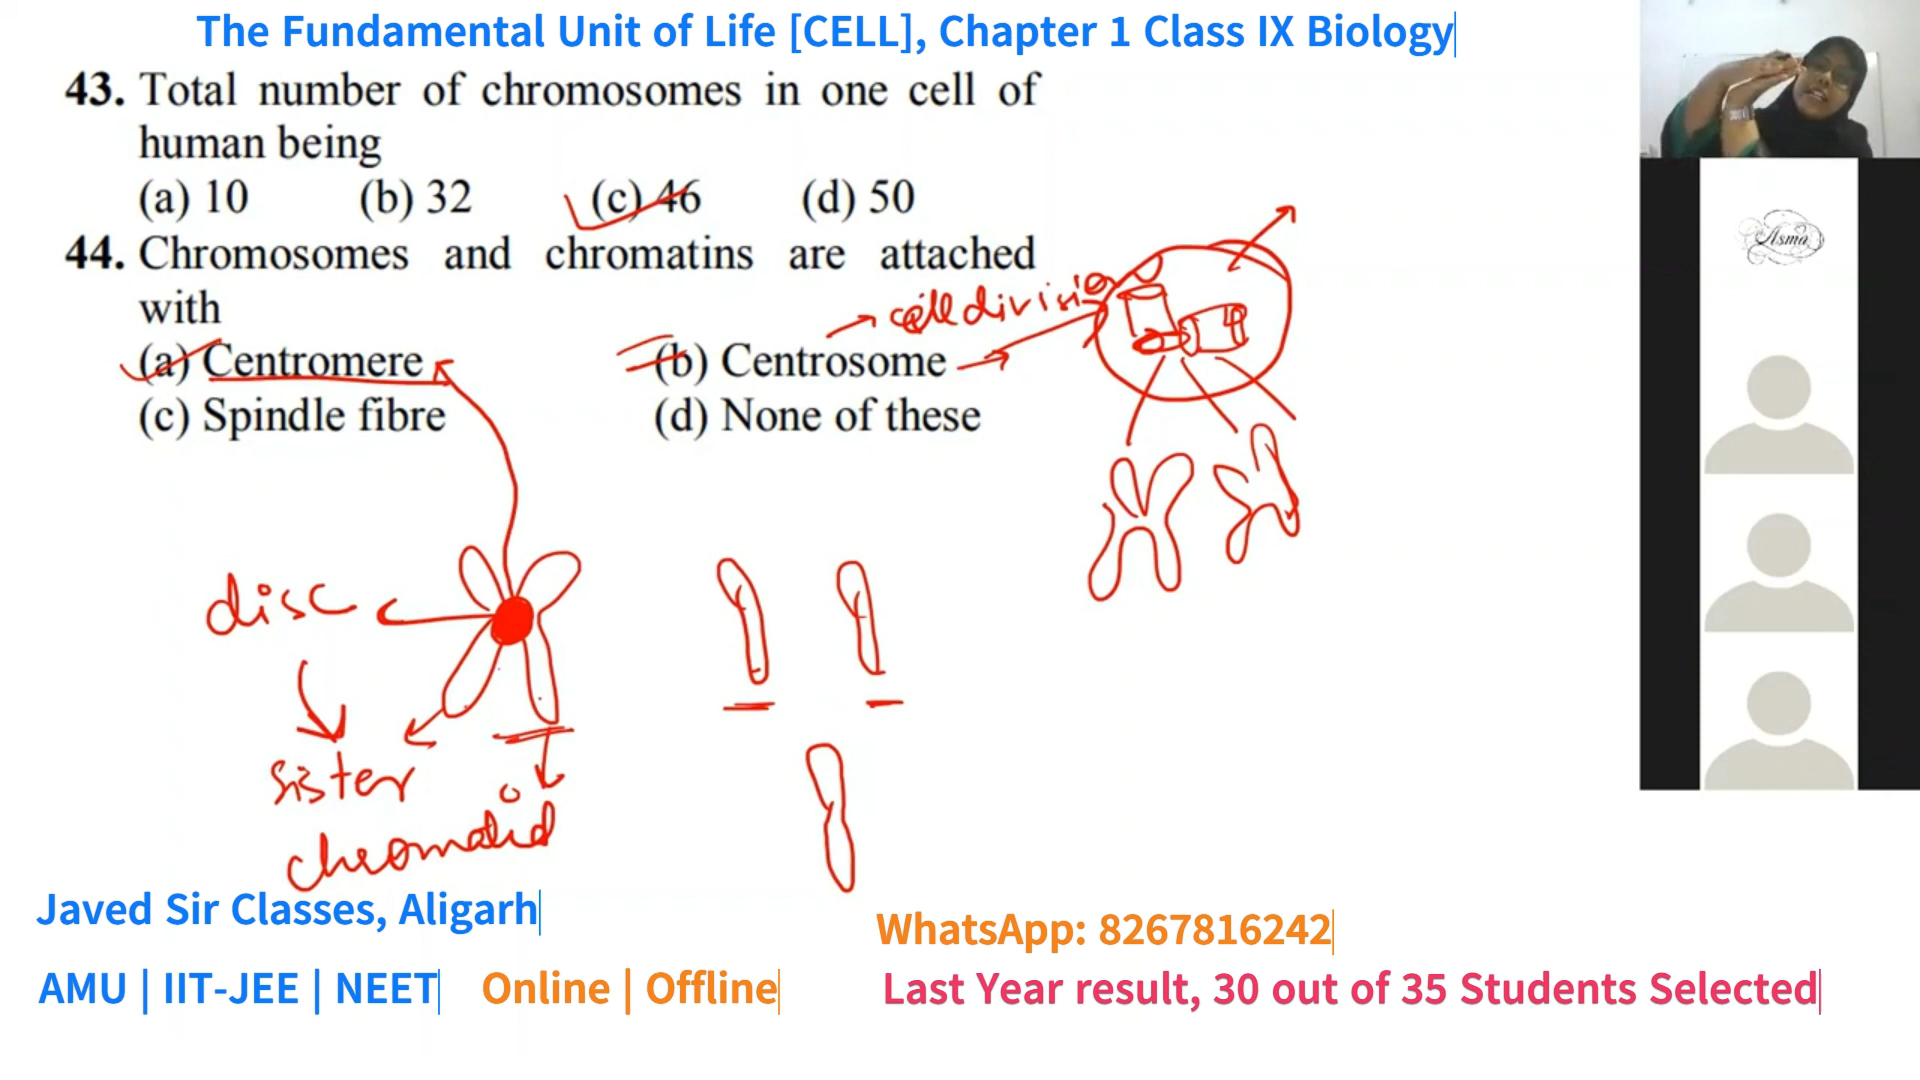 The Fundamental Unit of Life [CELL], Chapter 1 Class IX Biology
43. Total number of chromosomes in one cell of
human being
(a) 10 (b) 32 (c) 46 (d) 50
44. Chromosomes and chromatins are attached
with
cell division
(a) Centromere (b) Centrosome
(c) Spindle fibre (d) None of these
disc
sister
chromatid
Asma
Javed Sir Classes, Aligarh
WhatsApp: 8267816242
AMU | IIT-JEE | NEET Online | Offline
Last Year result, 30 out of 35 Students Selected